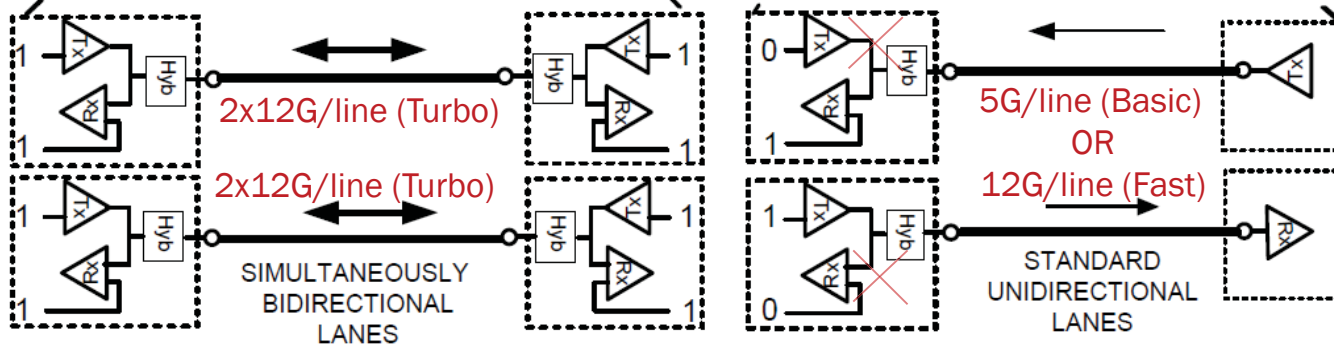 1
Tx
Hyb
Rx
1
2x12G/line (Turbo)
Hyb
Tx
1
Rx
1
1
Tx
Hyb
Rx
1
2x12G/line (Turbo)
Hyb
Tx
1
Rx
1
SIMULTANEOUSLY
BIDIRECTIONAL
LANES
0
Tx
Hyb
Rx
1
5G/line (Basic)
OR
12G/line (Fast)
Tx
1
Tx
Hyb
Rx
0
Rx
STANDARD
UNIDIRECTIONAL
LANES